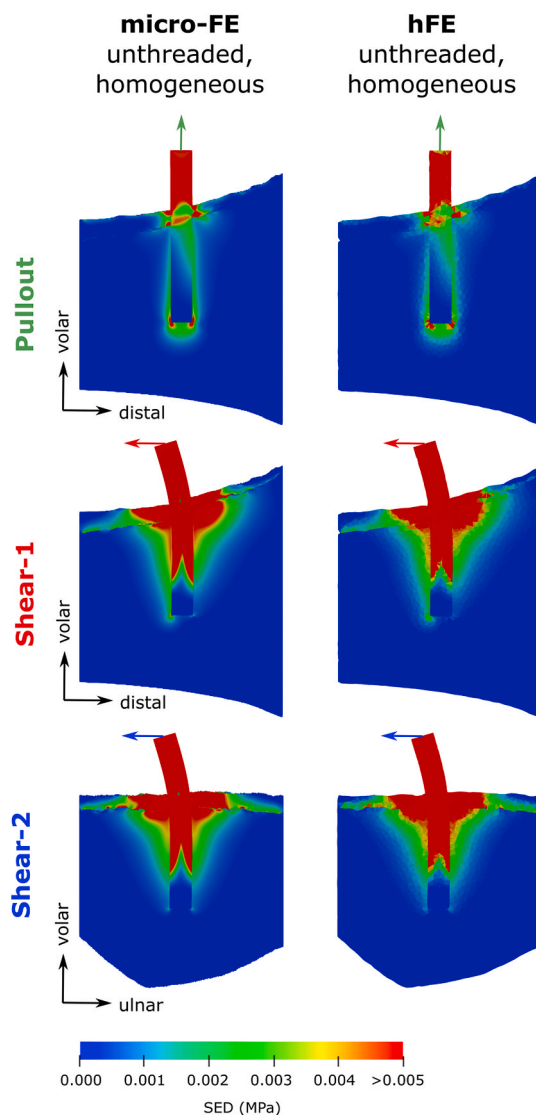 micro-FE
unthreaded,
homogeneous
hFE
unthreaded,
homogeneous
Pullout
volar
distal
Shear-1
volar
distal
Shear-2
volar
ulnar
0.000 0.001 0.002 0.003 0.004 >0.005
SED (MPa)